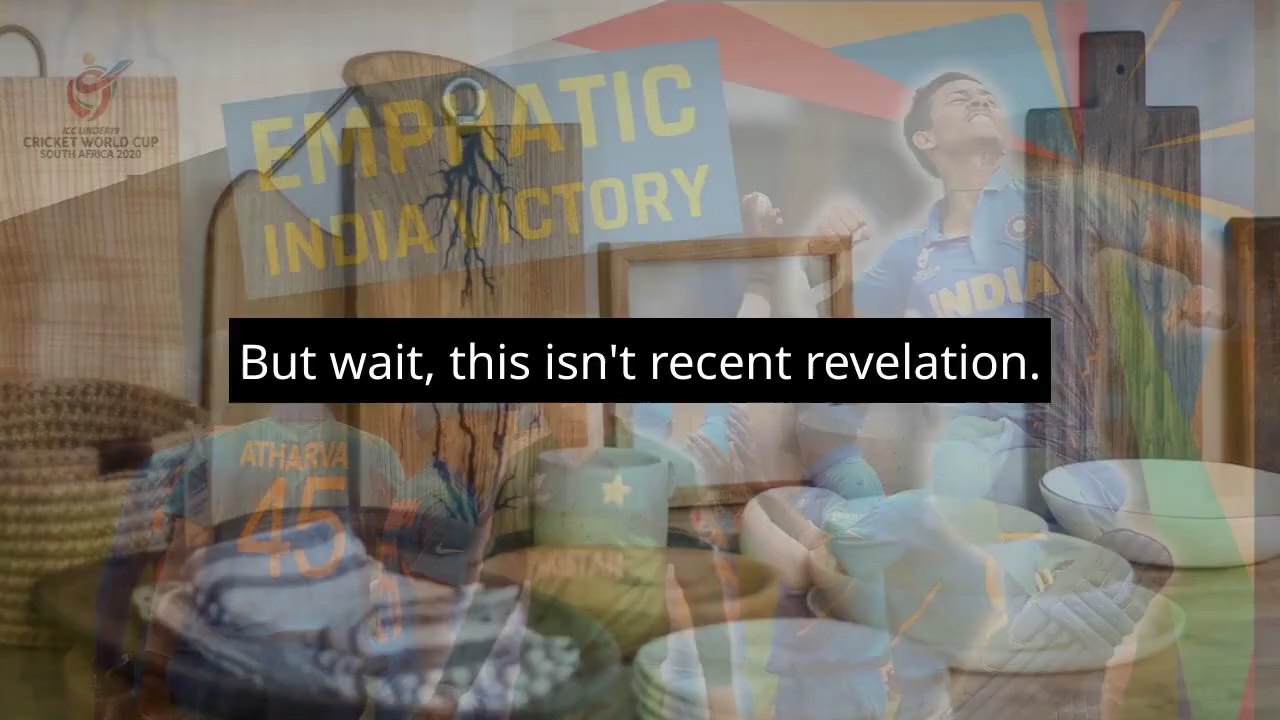 ICC UNDER19
CRICKET WORLD CUP
SOUTH AFRICA 2020
EMPHATIC
INDIA VICTORY
INDIA
But wait, this isn't recent revelation.
ATHARVA
45
PAKISTAN